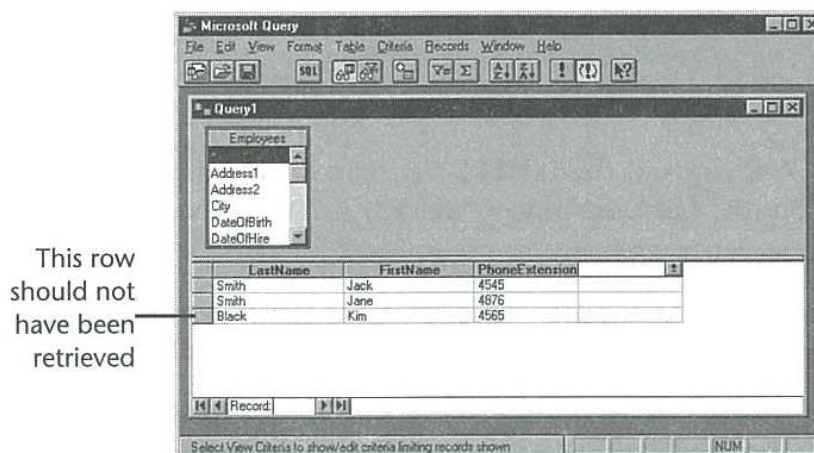 Microsoft Query
File Edit View Format Table Criteria Records Window Help
SQL
Query1
Employees
*
Address1
Address2
City
DateOfBirth
DateOfHire
This row
should not
have been
retrieved
LastName FirstName PhoneExtension
Smith Jack 4545
Smith Jane 4876
Black Kim 4565
Record:
Select View Criteria to show/edit criteria limiting records shown NUM